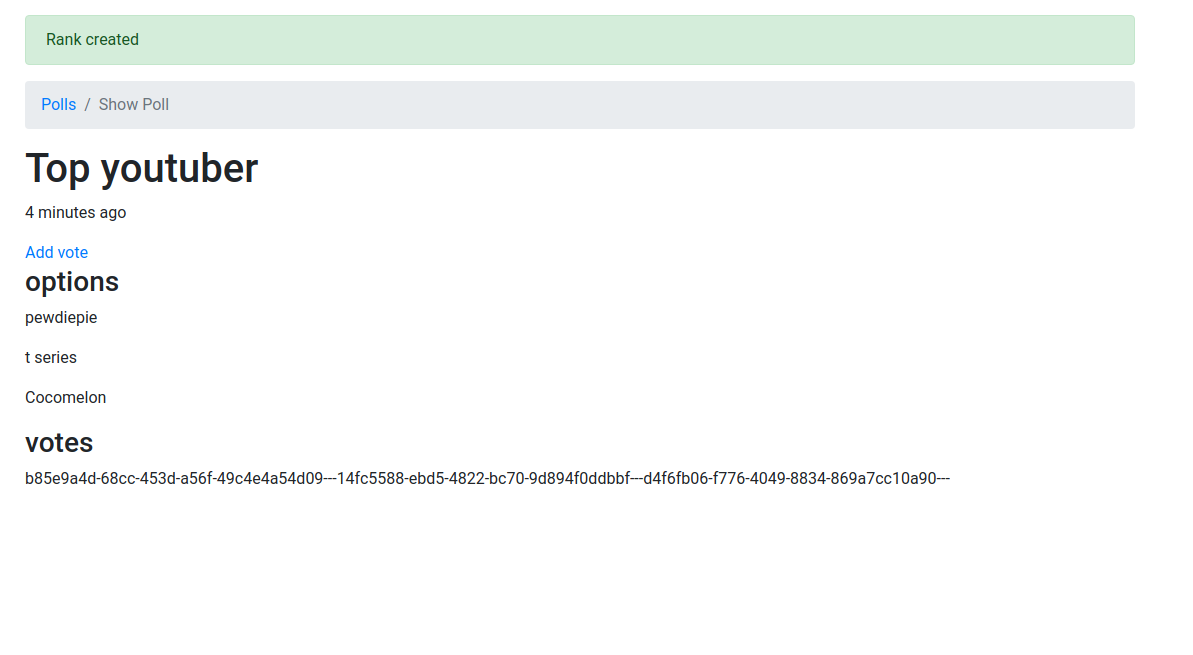 Rank created
Polls / Show Poll
Top youtuber
4 minutes ago
Add vote
options
pewdiepie
t series
Cocomelon
votes
b85e9a4d-68cc-453d-a56f-49c4e4a54d09---14fc5588-ebd5-4822-bc70-9d894f0ddbbf---d4f6fb06-f776-4049-8834-869a7cc10a90---